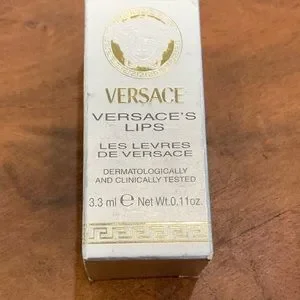 VERSACE
VERSACE'S
LIPS
LES LEVRES
DE VERSACE
DERMATOLOGICALLY
AND CLINICALLY TESTED
3.3 ml ℮ Net Wt.0.11oz.